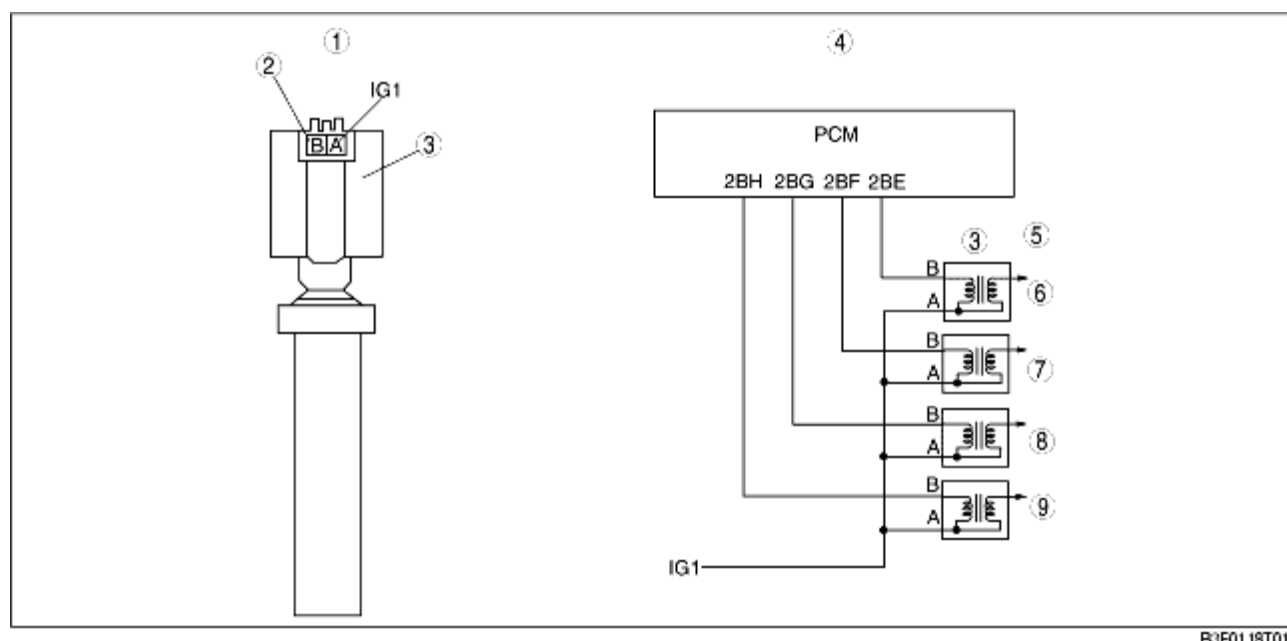 ① ④
② IG1
B A ③
PCM
2BH 2BG 2BF 2BE
③ ⑤
B
A ⑥
B
A ⑦
B
A ⑧
B
A ⑨
IG1